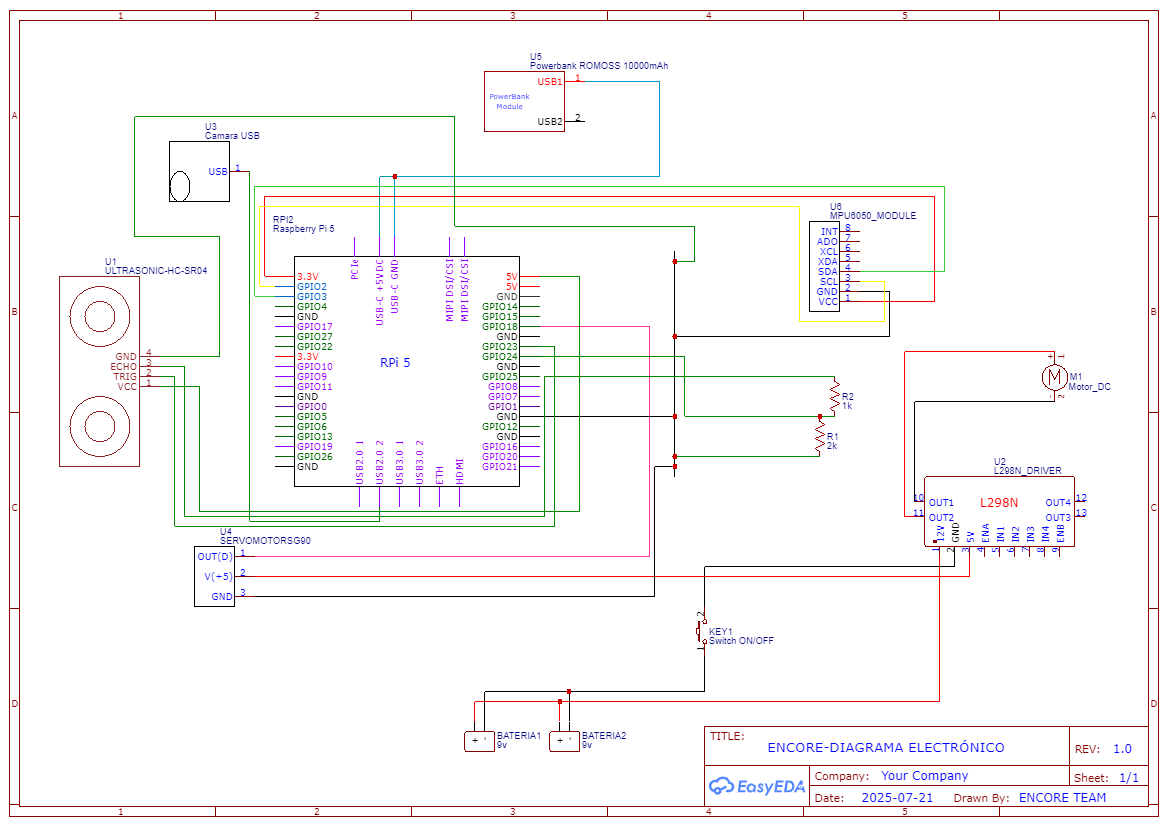 1 2 3 4 5
A A
B B
C C
D D
U5
Powerbank ROMOSS 10000mAh
USB1 1
PowerBank
Module
USB2 2
U3
Camara USB
USB 1
RPI2
Raspberry Pi 5
U6
MPU6050_MODULE
INT 8
ADO 7
XCL 6
XDA 5
SDA 4
SCL 3
GND 2
VCC 1
U1
ULTRASONIC-HC-SR04
GND 4
ECHO 3
TRIG 2
VCC 1
PCIe
USB-C +5VDC
USB-C GND
MIPI DSI/CSI
MIPI DSI/CSI
3.3V
GPIO2
GPIO3
GPIO4
GND
GPIO17
GPIO27
GPIO22
3.3V
GPIO10
GPIO9
GPIO11
GND
GPIO0
GPIO5
GPIO6
GPIO13
GPIO19
GPIO26
GND
RPi 5
5V
5V
GND
GPIO14
GPIO15
GPIO18
GND
GPIO23
GPIO24
GND
GPIO25
GPIO8
GPIO7
GPIO1
GND
GPIO12
GND
GPIO16
GPIO20
GPIO21
USB2.0 1
USB2.0 2
USB3.0 1
USB3.0 2
ETH
HDMI
R2
1k
R1
2k
+ 1
M
M1
Motor_DC
- 2
U2
L298N_DRIVER
10 OUT1
11 OUT2
L298N
OUT4 12
OUT3 13
12V
GND
5V
ENA
IN1
IN2
IN3
IN4
ENB
1 2 3 4 5 6 7 8 9
U4
SERVOMOTORSG90
OUT(D) 1
V(+5) 2
GND 3
2
KEY1
Switch ON/OFF
1
+ -
BATERIA1
9v
+ -
BATERIA2
9v
TITLE:
ENCORE-DIAGRAMA ELECTRÓNICO
REV: 1.0
EasyEDA
Company: Your Company
Sheet: 1/1
Date: 2025-07-21 Drawn By: ENCORE TEAM
1 2 3 4 5